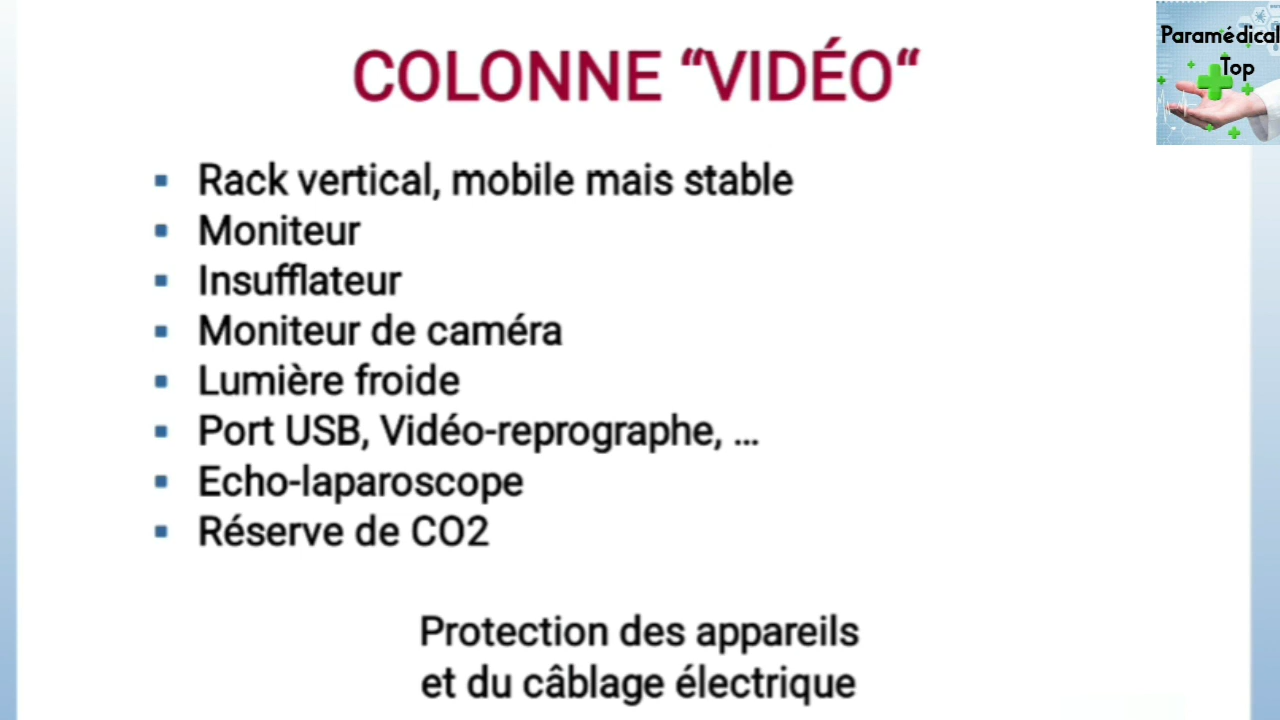 COLONNE “VIDÉO“
Paramédical
Top
▪ Rack vertical, mobile mais stable
▪ Moniteur
▪ Insufflateur
▪ Moniteur de caméra
▪ Lumière froide
▪ Port USB, Vidéo-reprographe, ...
▪ Echo-laparoscope
▪ Réserve de CO2
Protection des appareils
et du câblage électrique